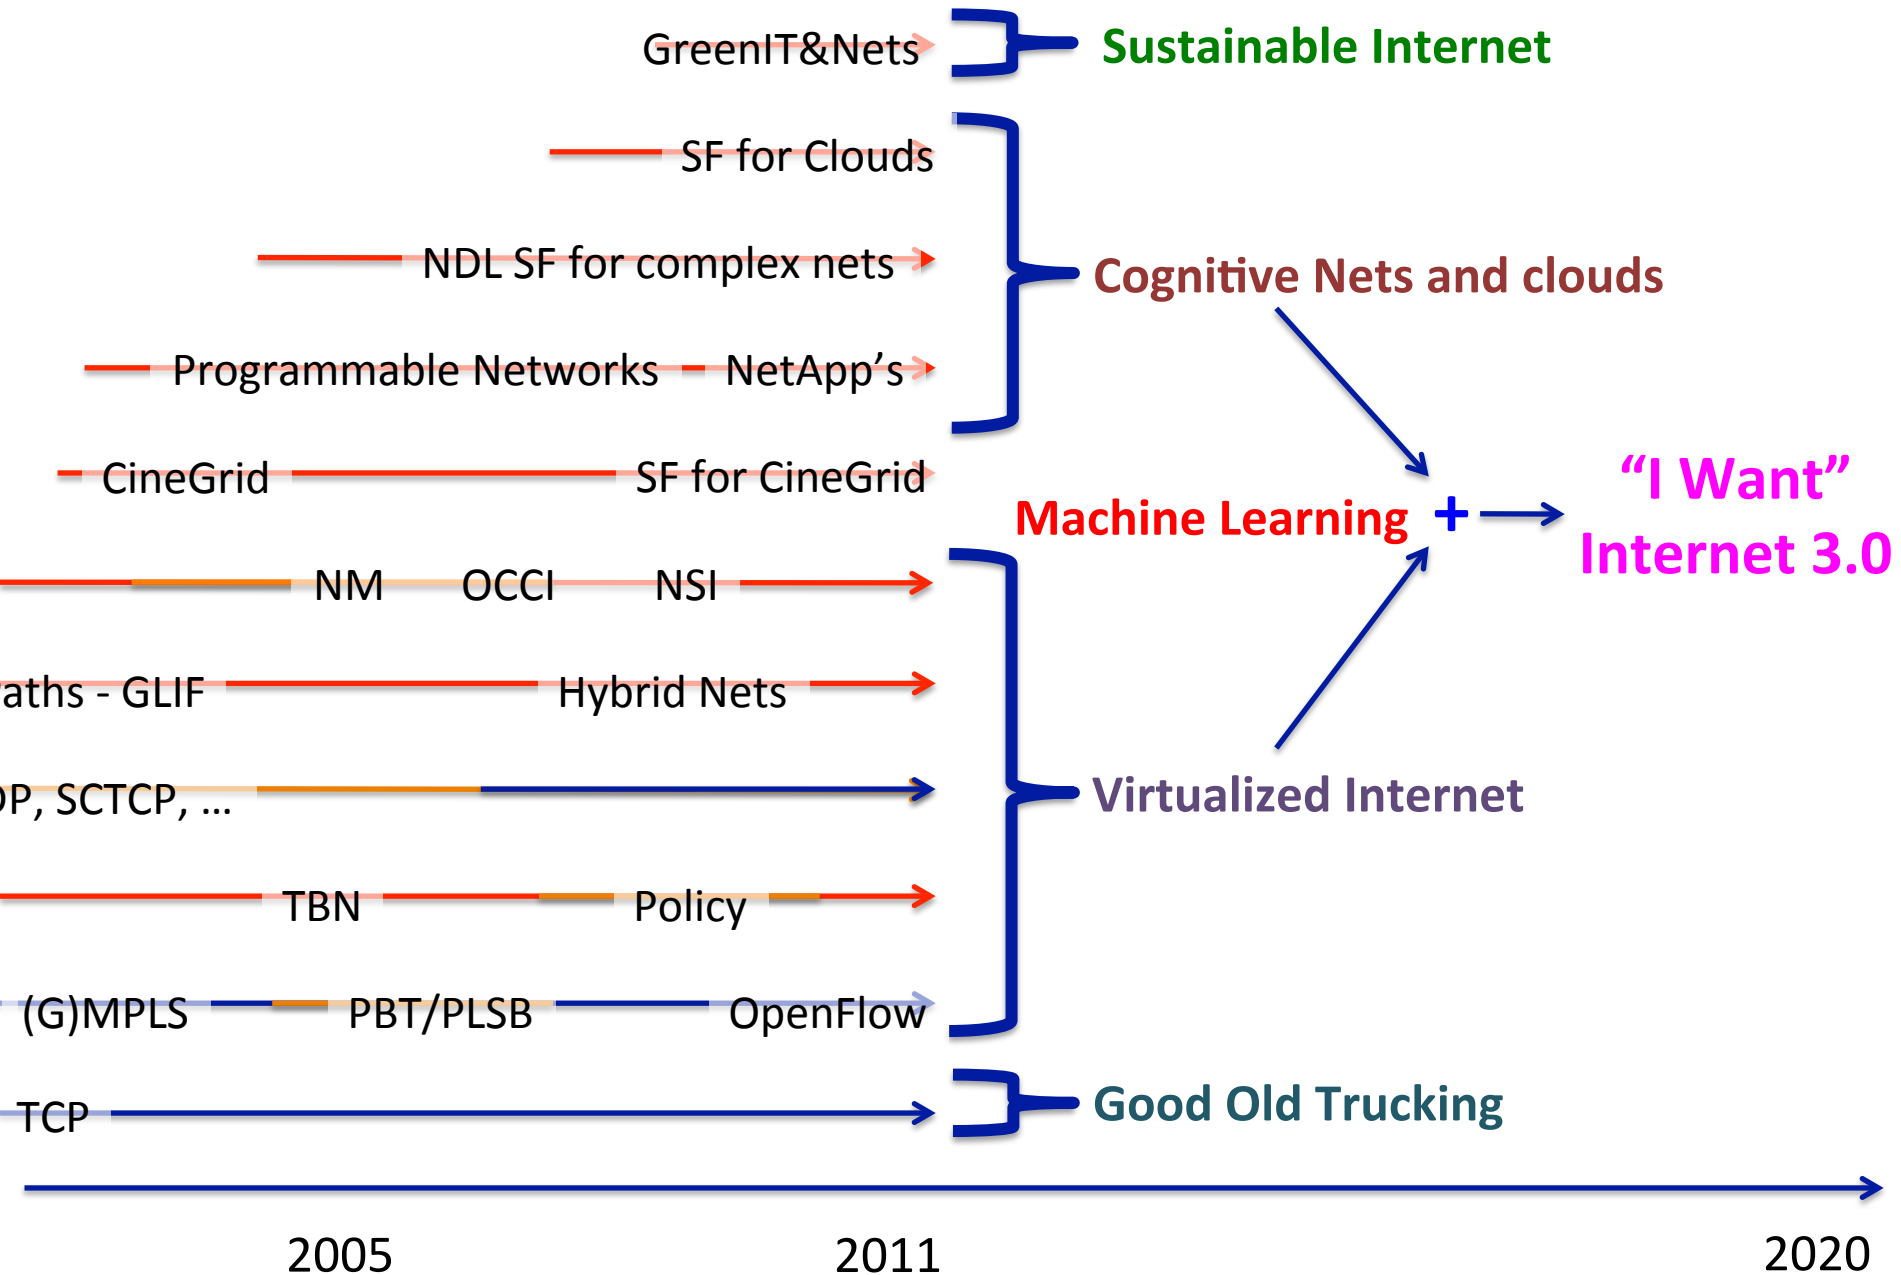 GreenIT&Nets
Sustainable Internet
SF for Clouds
NDL SF for complex nets
Cognitive Nets and clouds
Programmable Networks NetApp’s
CineGrid SF for CineGrid
“I Want”
Machine Learning +
Internet 3.0
NM OCCI NSI
- GLIF Hybrid Nets
SCTCP, ...
Virtualized Internet
TBN Policy
(G)MPLS PBT/PLSB OpenFlow
TCP
Good Old Trucking
2005 2011 2020